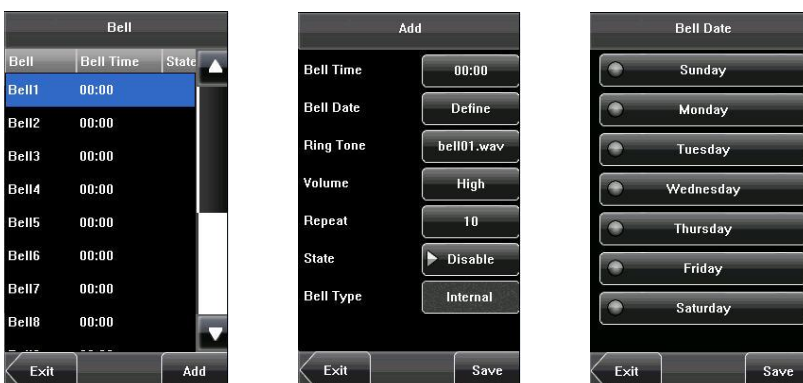 Bell
Bell Bell Time State
Bell1 00:00
Bell2 00:00
Bell3 00:00
Bell4 00:00
Bell5 00:00
Bell6 00:00
Bell7 00:00
Bell8 00:00
Exit Add
Add
Bell Time 00:00
Bell Date Define
Ring Tone bell01.wav
Volume High
Repeat 10
State Disable
Bell Type Internal
Exit Save
Bell Date
Sunday
Monday
Tuesday
Wednesday
Thursday
Friday
Saturday
Exit Save